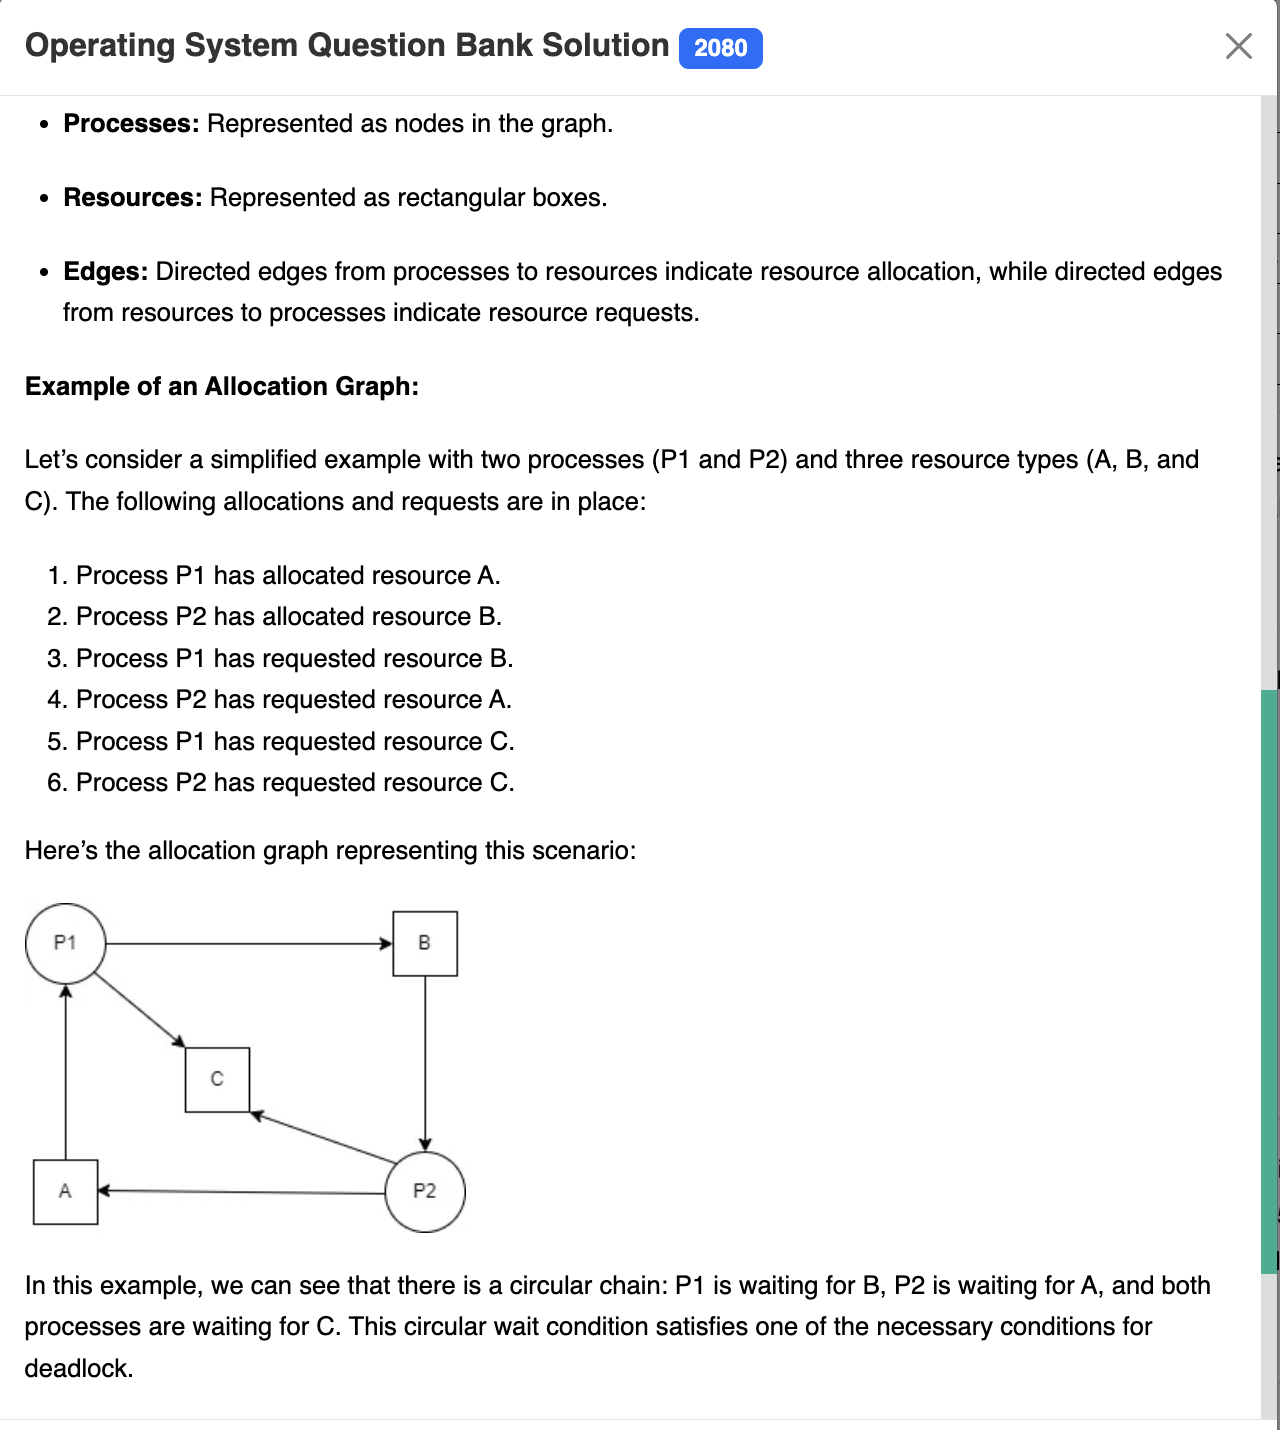 Operating System Question Bank Solution 2080
• Processes: Represented as nodes in the graph.
• Resources: Represented as rectangular boxes.
• Edges: Directed edges from processes to resources indicate resource allocation, while directed edges
from resources to processes indicate resource requests.
Example of an Allocation Graph:
Let’s consider a simplified example with two processes (P1 and P2) and three resource types (A, B, and
C). The following allocations and requests are in place:
1. Process P1 has allocated resource A.
2. Process P2 has allocated resource B.
3. Process P1 has requested resource B.
4. Process P2 has requested resource A.
5. Process P1 has requested resource C.
6. Process P2 has requested resource C.
Here’s the allocation graph representing this scenario:
P1
B
C
A
P2
In this example, we can see that there is a circular chain: P1 is waiting for B, P2 is waiting for A, and both
processes are waiting for C. This circular wait condition satisfies one of the necessary conditions for
deadlock.